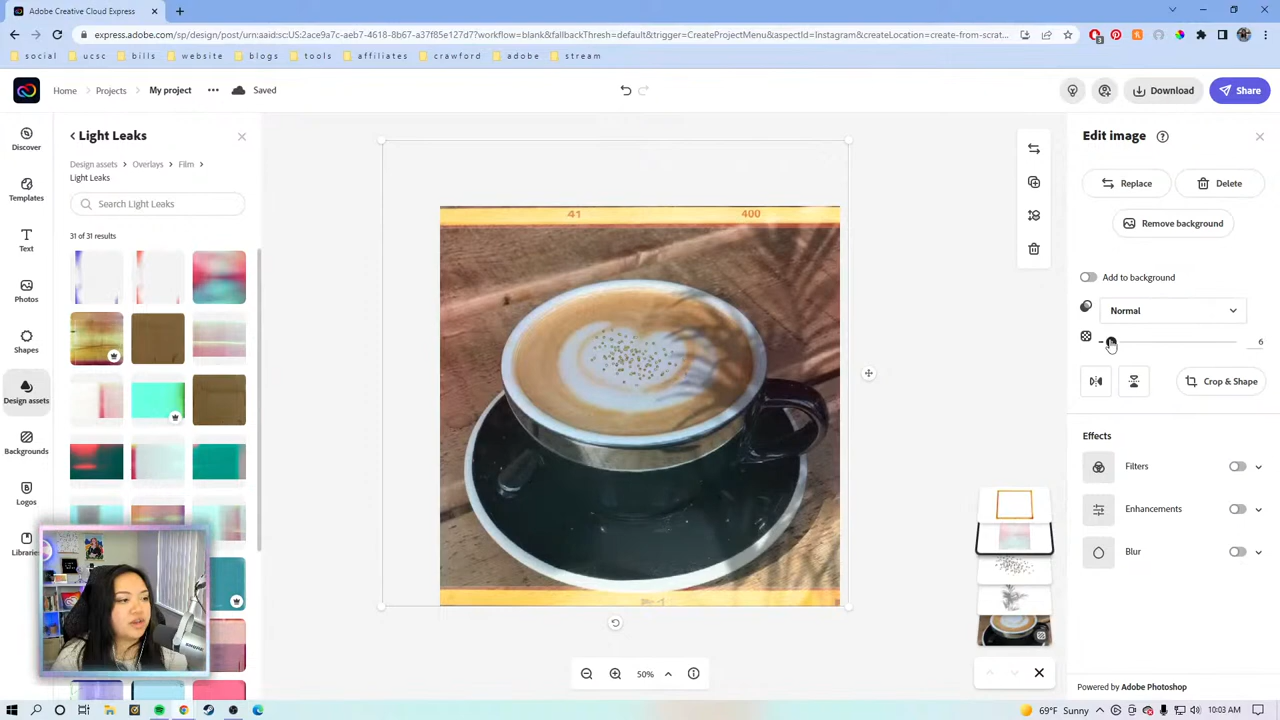 Adobe Creative Cloud Express
express.adobe.com/sp/design/post/urn:aaid:sc:US:2ace9a7c-aeb7-4618-8b67-a37f85e127d7?workflow=blank&fallbackThresh=default&trigger=CreateProjectMenu&aspectId=Instagram&createLocation=create-from-scrat...
social ucsc bills website blogs tools affiliates crawford adobe stream
Home Projects My project ••• Saved Download Share
Light Leaks
Design assets > Overlays > Film >
Light Leaks
Search Light Leaks
31 of 31 results
Discover
Templates
Text
Photos
Shapes
Design assets
Backgrounds
Logos
Libraries
41 400
50%
Edit image
Replace Delete
Remove background
Add to background
Normal
6
Crop & Shape
Effects
Filters
Enhancements
Blur
Powered by Adobe Photoshop
69°F Sunny 10:03 AM